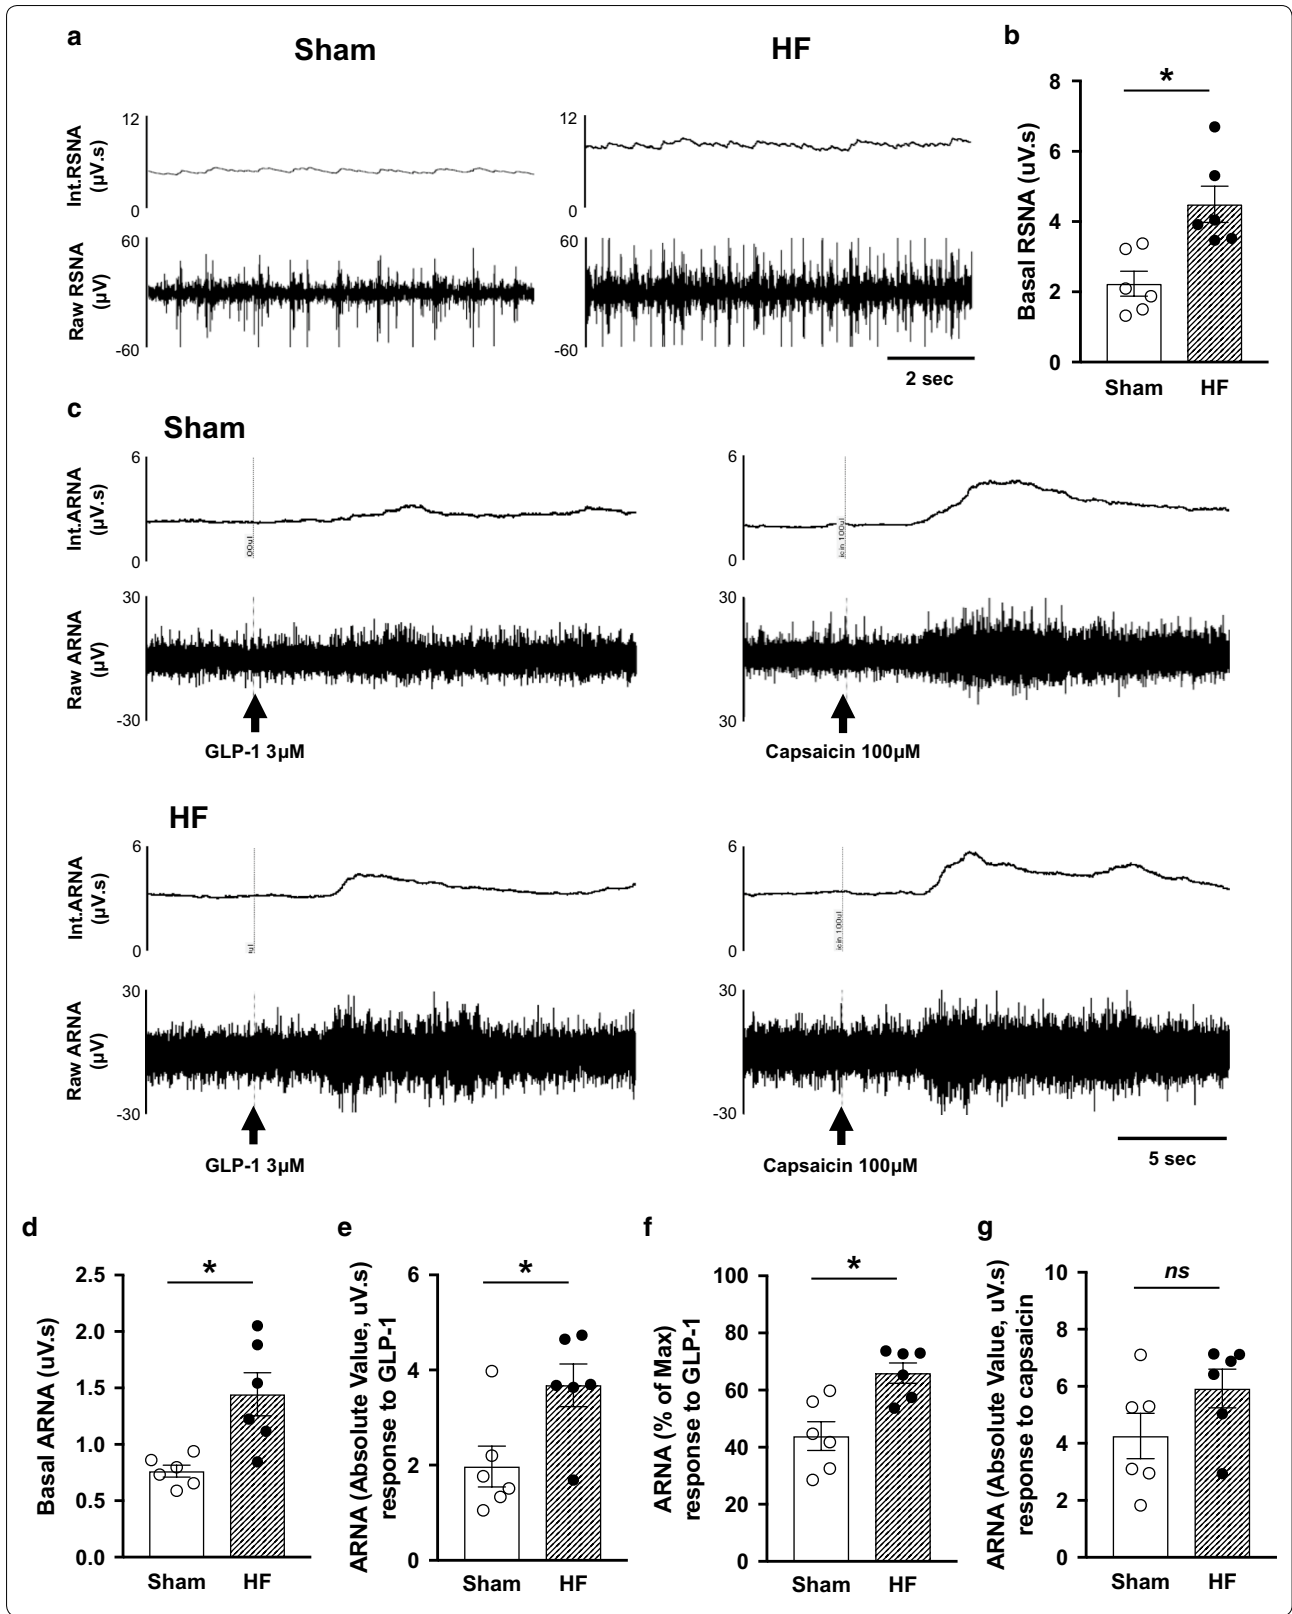 a
Sham
HF
Int.RSNA
(µV.s)
12
0
12
0
Raw RSNA
(µV)
60
-60
60
-60
2 sec
b
*
Basal RSNA (uV.s)
8
6
4
2
0
Sham
HF
c
Sham
Int.ARNA
(µV.s)
6
0
00ul
6
0
icin 100ul
Raw ARNA
(µV)
30
-30
30
30
GLP-1 3µM
Capsaicin 100µM
HF
Int.ARNA
(µV.s)
6
0
6
0
icin 100ul
Raw ARNA
(µV)
30
-30
30
-30
GLP-1 3µM
Capsaicin 100µM
5 sec
d
*
Basal ARNA (uV.s)
2.5
2.0
1.5
1.0
0.5
0.0
Sham
HF
e
*
ARNA (Absolute Value, uV.s)
response to GLP-1
6
4
2
0
Sham
HF
f
*
ARNA (% of Max)
response to GLP-1
100
80
60
40
20
0
Sham
HF
g
ns
ARNA (Absolute Value, uV.s)
response to capsaicin
10
8
6
4
2
0
Sham
HF